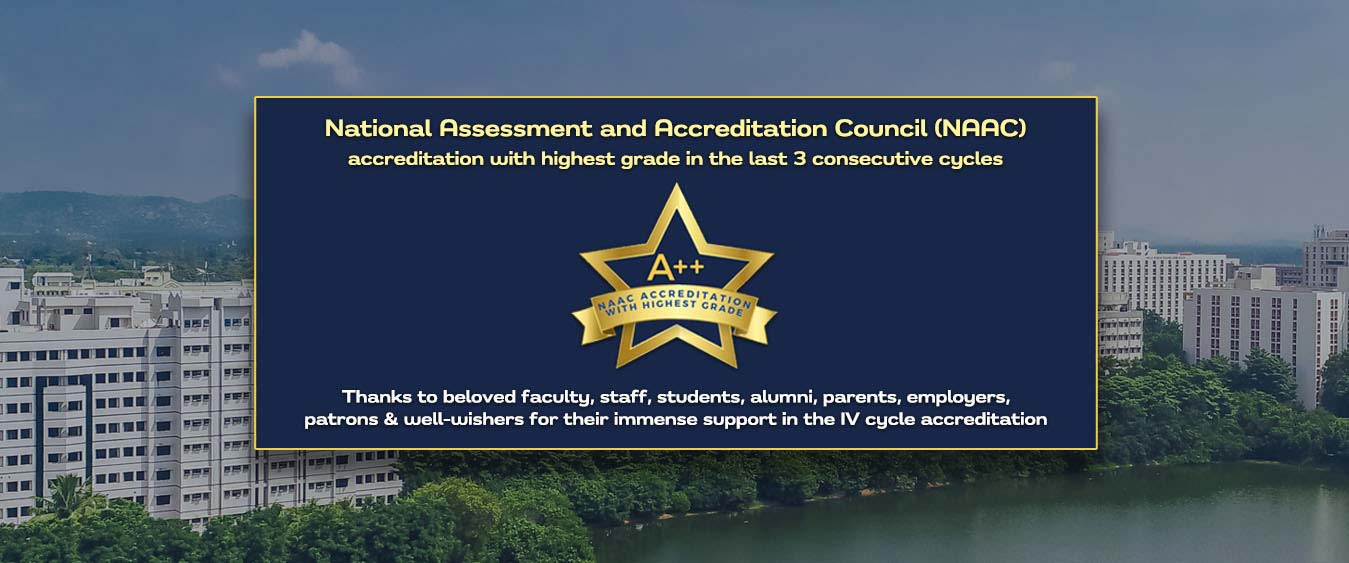 National Assessment and Accreditation Council (NAAC)
accreditation with highest grade in the last 3 consecutive cycles
A++
NAAC ACCREDITATION
WITH HIGHEST GRADE
Thanks to beloved faculty, staff, students, alumni, parents, employers,
patrons & well-wishers for their immense support in the IV cycle accreditation